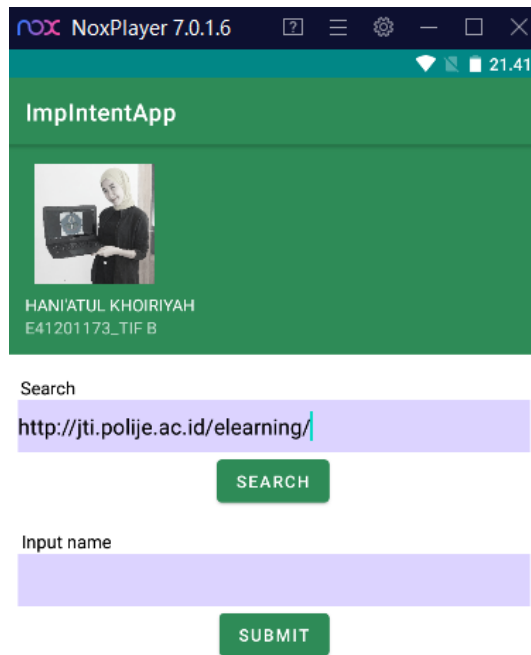 nox NoxPlayer 7.0.1.6
21.41
ImpIntentApp
HANI'ATUL KHOIRIYAH
E41201173_TIF B
Search
http://jti.polije.ac.id/elearning/
SEARCH
Input name
SUBMIT